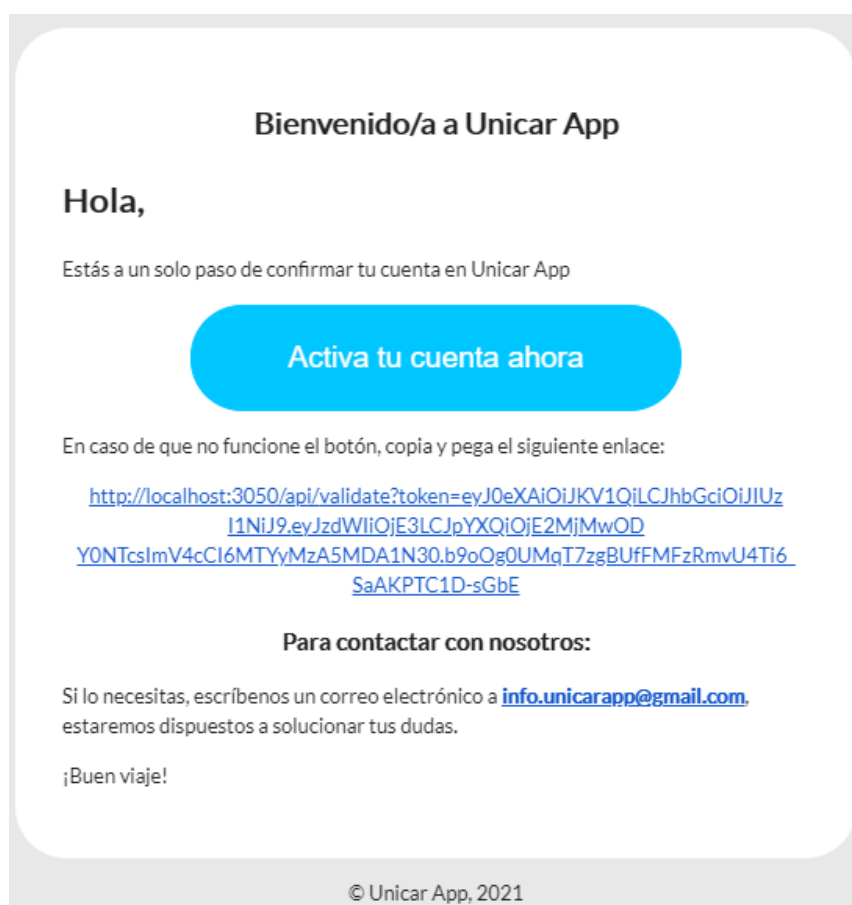 Bienvenido/a a Unicar App
Hola,
Estás a un solo paso de confirmar tu cuenta en Unicar App
Activa tu cuenta ahora
En caso de que no funcione el botón, copia y pega el siguiente enlace:
http://localhost:3050/api/validate?token=eyJ0eXAiOiJKV1QiLCJhbGciOiJIUz
I1NiJ9.eyJzdWIiOjE3LCJpYXQiOjE2MjMwOD
Y0NTcsImV4cCI6MTYyMzA5MDA1N30.b9oOg0UMqT7zgBUfFMFzRmvU4Ti6_
SaAKPTC1D-sGbE
Para contactar con nosotros:
Si lo necesitas, escríbenos un correo electrónico a info.unicarapp@gmail.com,
estaremos dispuestos a solucionar tus dudas.
¡Buen viaje!
© Unicar App, 2021